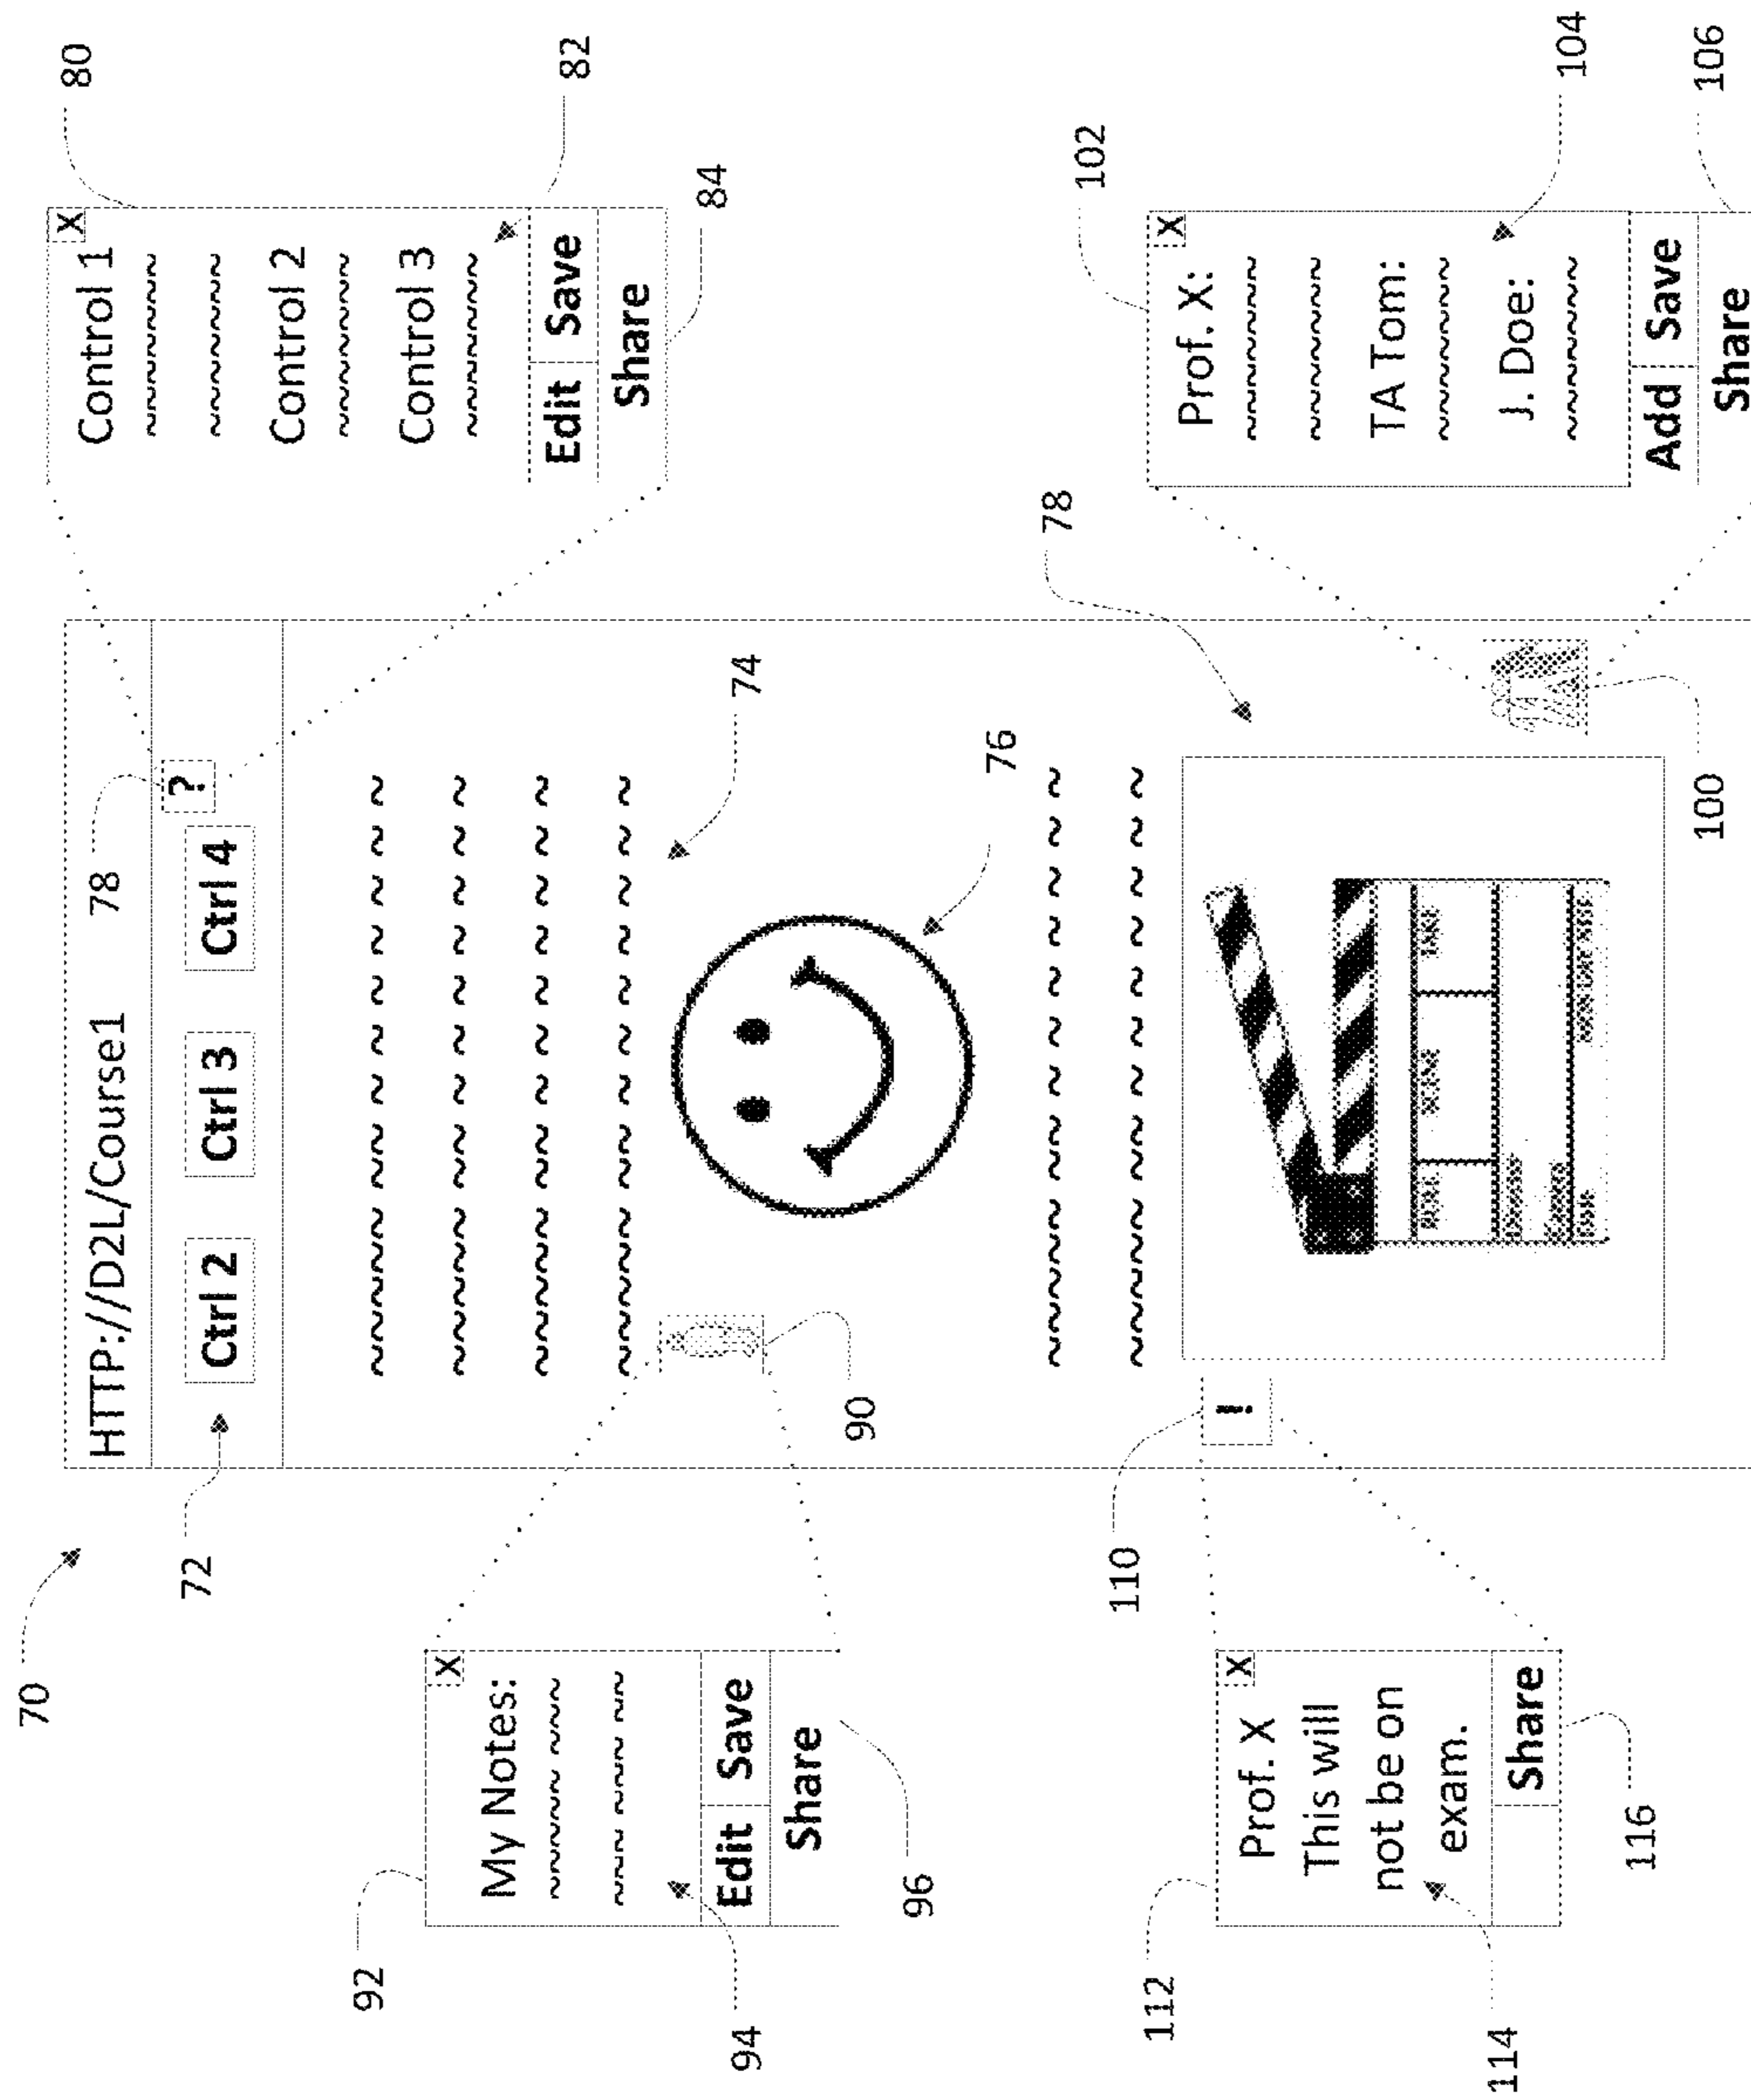 70
HTTP://D2L/Course1
78
80
72
Ctrl 2 Ctrl 3 Ctrl 4 ?
X
Control 1
Control 2
Control 3
82
Edit Save
Share
84
92
X
My Notes:
94
Edit Save
Share
96
90
74
76
78
102
X
Prof. X:
TA Tom:
J. Doe:
104
Add Save
Share
106
100
110
!
112
X
Prof. X
This will
not be on
exam.
114
Share
116
SCENE
TAKE